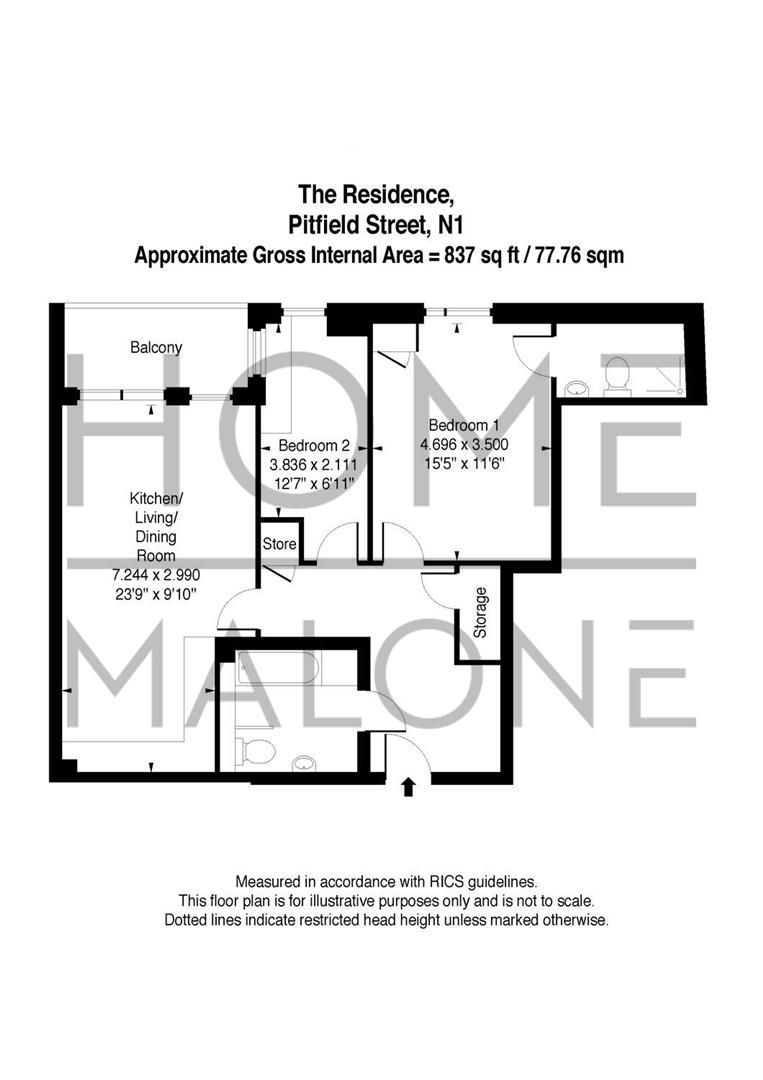 The Residence,
Pitfield Street, N1
Approximate Gross Internal Area = 837 sq ft / 77.76 sqm
Balcony
HOME
Bedroom 1
4.696 x 3.500
15'5" x 11'6"
Bedroom 2
3.836 x 2.111
12'7" x 6'11"
Kitchen/
Living/
Dining
Room
7.244 x 2.990
23'9" x 9'10"
Store
Storage
MALONE
Measured in accordance with RICS guidelines.
This floor plan is for illustrative purposes only and is not to scale.
Dotted lines indicate restricted head height unless marked otherwise.